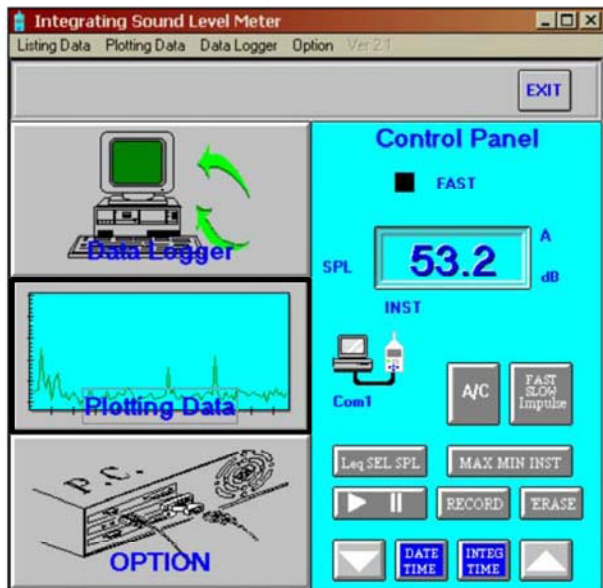 Integrating Sound Level Meter
Listing Data Plotting Data Data Logger Option Ver 2.1
EXIT
Data Logger
Plotting Data
P.C.
OPTION
Control Panel
FAST
SPL 53.2 A
dB
INST
Com1
A/C
FAST
SLOW
Impulse
Leq SEL SPL MAX MIN INST
RECORD ERASE
DATE
TIME
INTEG
TIME